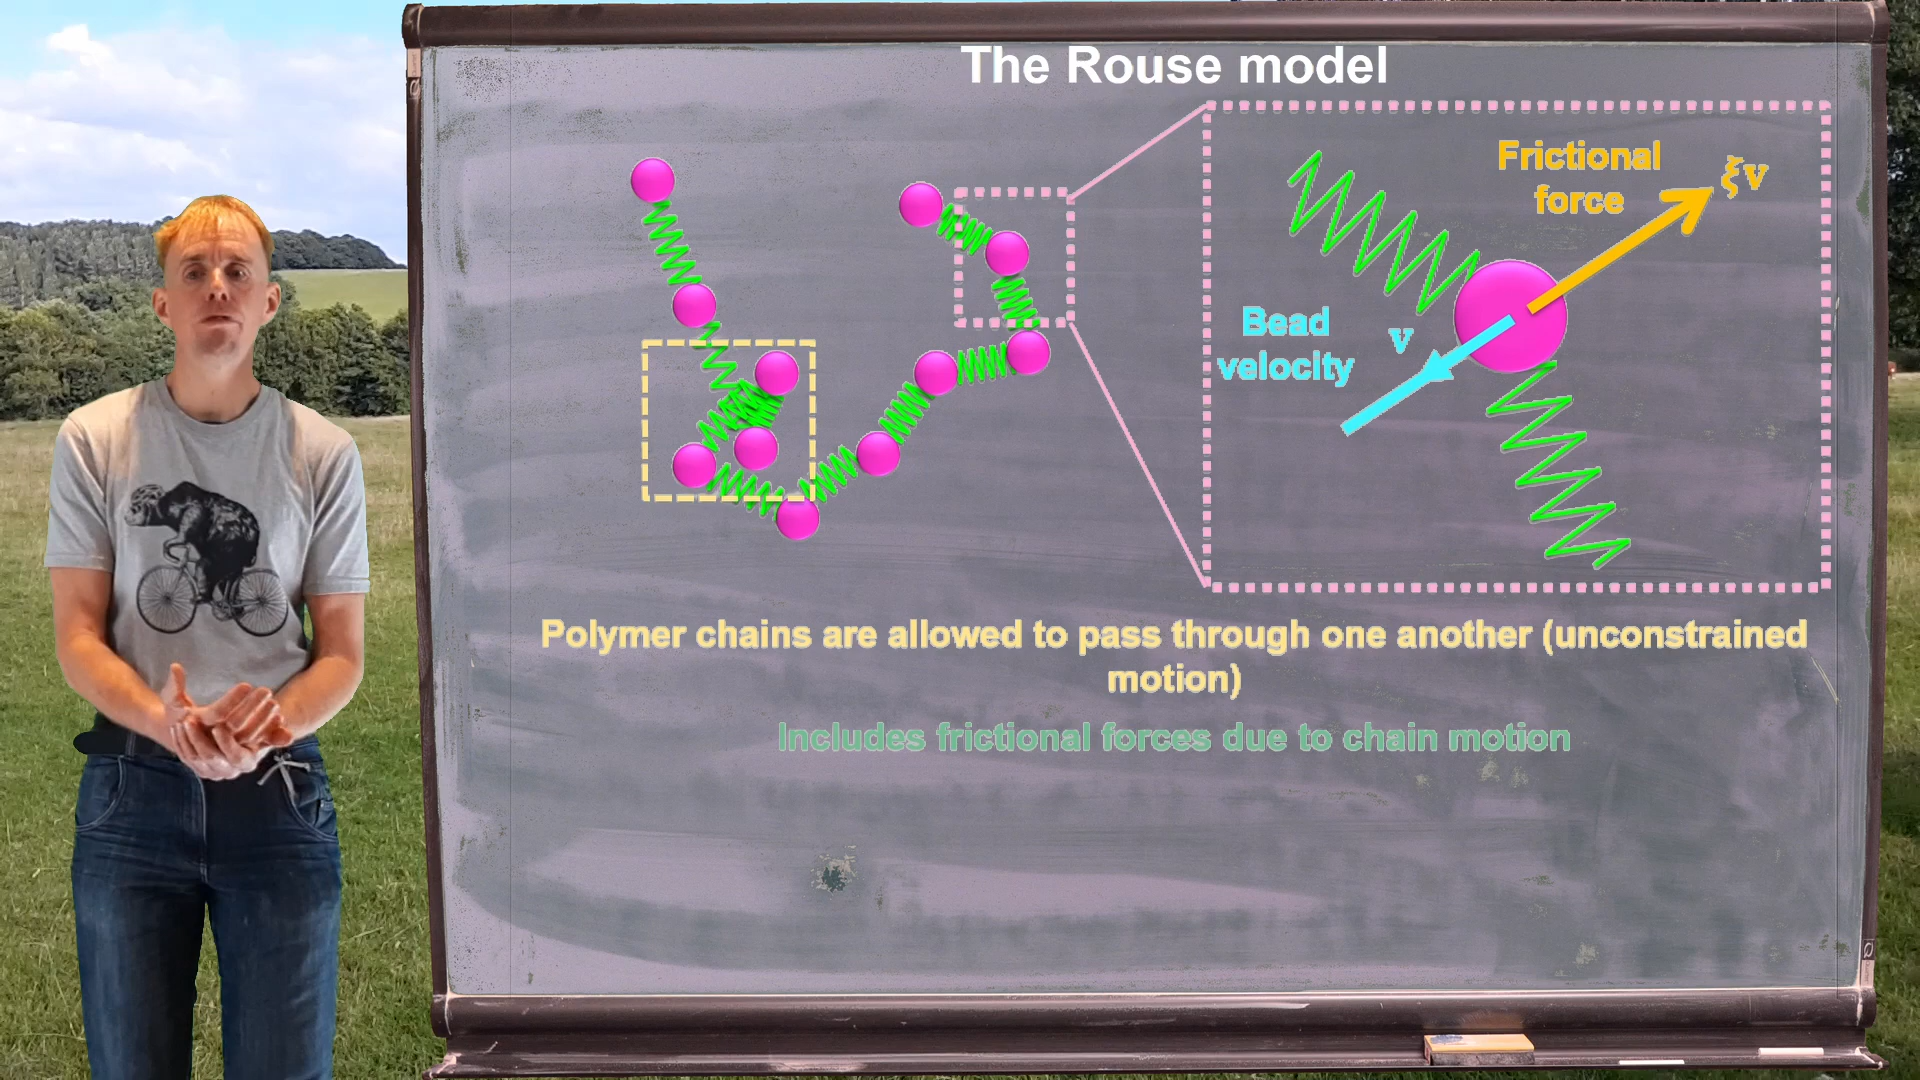 The Rouse model
Frictional
force
ξv
Bead
velocity
v
Polymer chains are allowed to pass through one another (unconstrained
motion)
Includes frictional forces due to chain motion